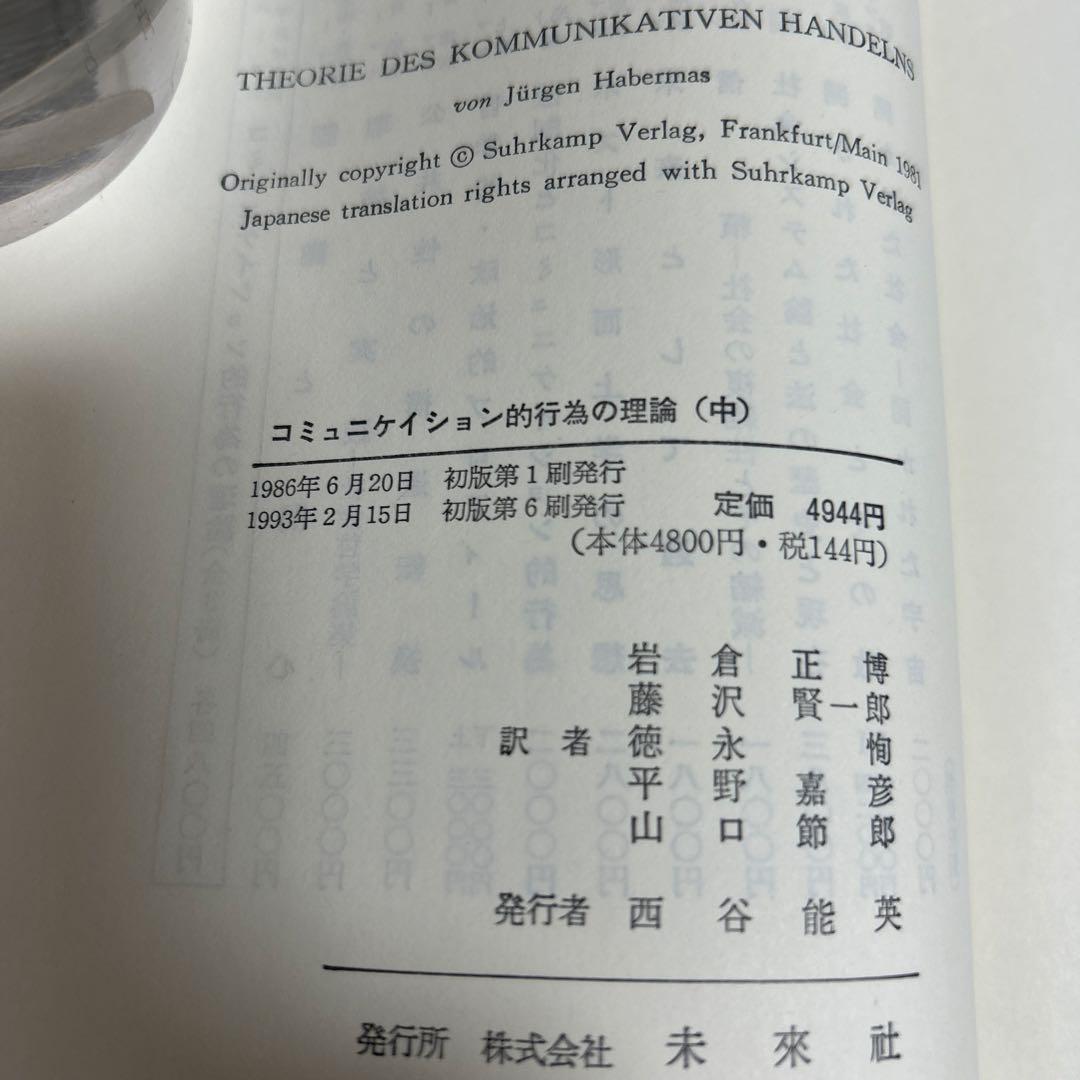 THEORIE DES KOMMUNIKATIVEN HANDELNS
von Jürgen Habermas
Originally copyright © Suhrkamp Verlag, Frankfurt/Main 1981
Japanese translation rights arranged with Suhrkamp Verlag
コミュニケイション的行為の理論（中）
1986年6月20日 初版第1刷発行
1993年2月15日 初版第6刷発行
定価 4944円
（本体4800円・税144円）
岩倉正博
藤沢賢一郎
訳者 徳永恂
平野嘉彦
山口節郎
発行者 西谷能英
発行所 株式会社 未來社